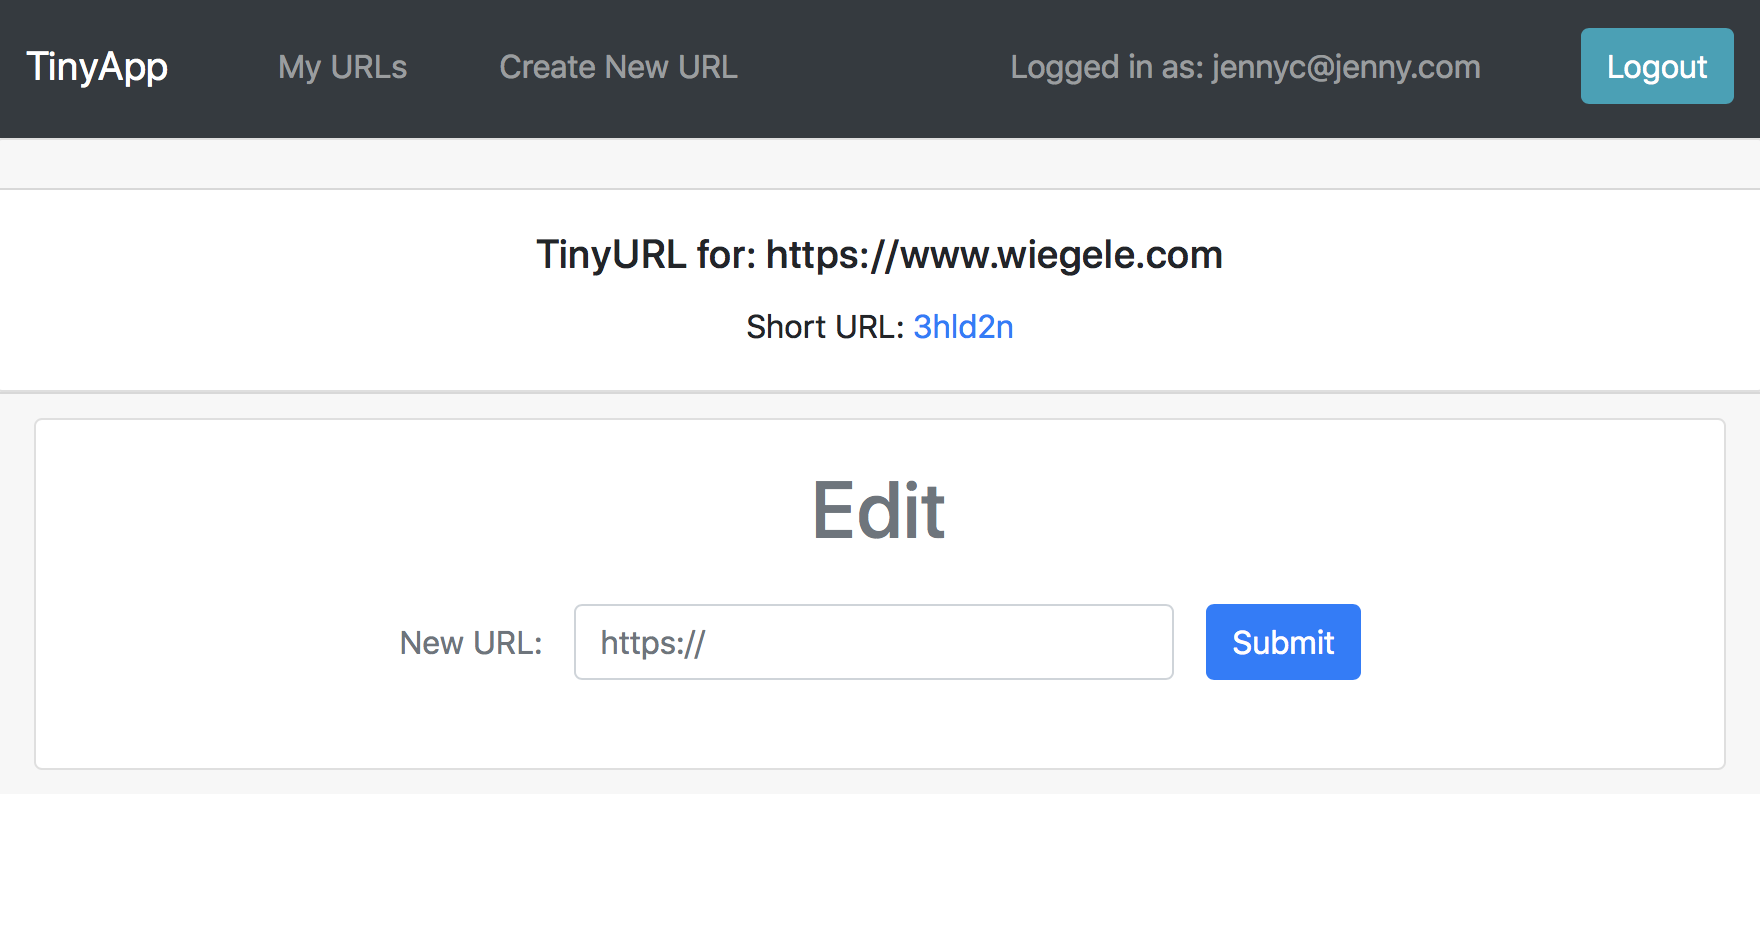 TinyApp My URLs Create New URL Logged in as: jennyc@jenny.com Logout
TinyURL for: https://www.wiegele.com
Short URL: 3hld2n
Edit
New URL: https:// Submit